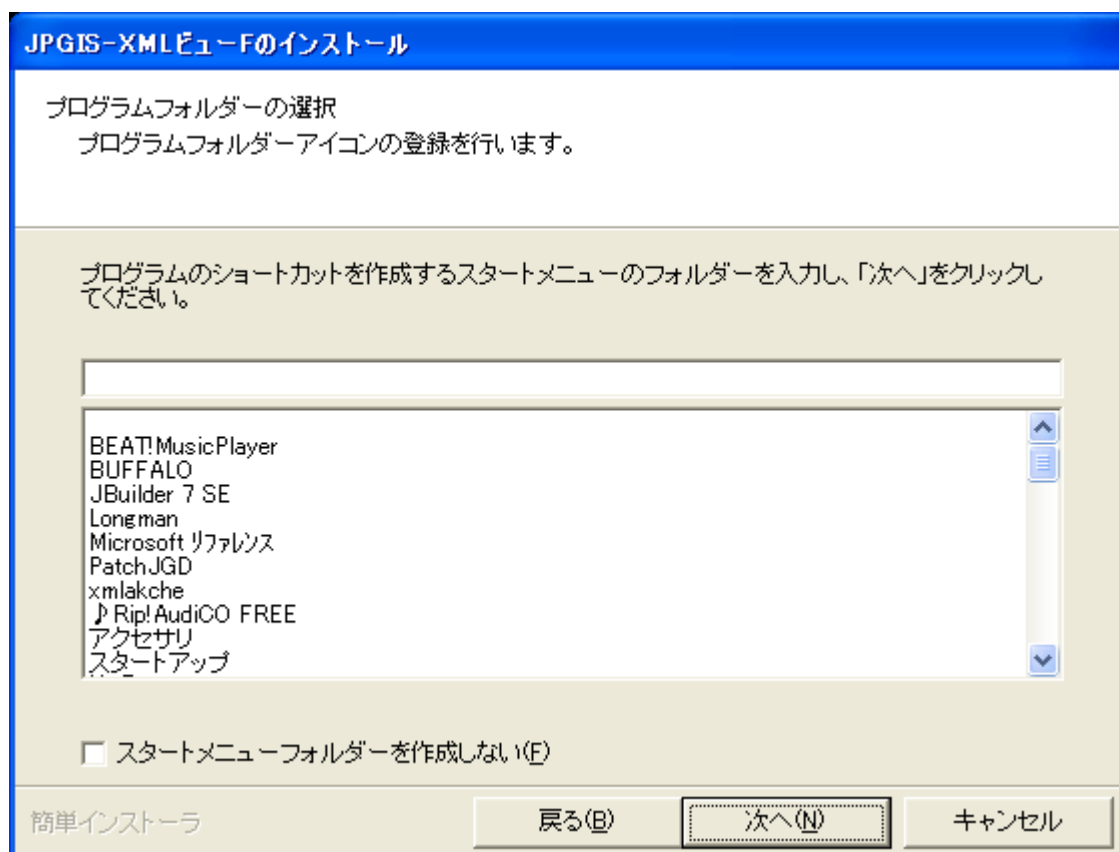 JPGIS-XMLビューFのインストール
プログラムフォルダーの選択
プログラムフォルダーアイコンの登録を行います。
プログラムのショートカットを作成するスタートメニューのフォルダーを入力し、「次へ」をクリックし
てください。
BEAT!MusicPlayer
BUFFALO
JBuilder 7 SE
Longman
Microsoft リファレンス
PatchJGD
xmlakche
♪Rip!AudiCO FREE
アクセサリ
スタートアップ
スタートメニューフォルダーを作成しない(F)
簡単インストーラ
戻る(B)
次へ(N)
キャンセル